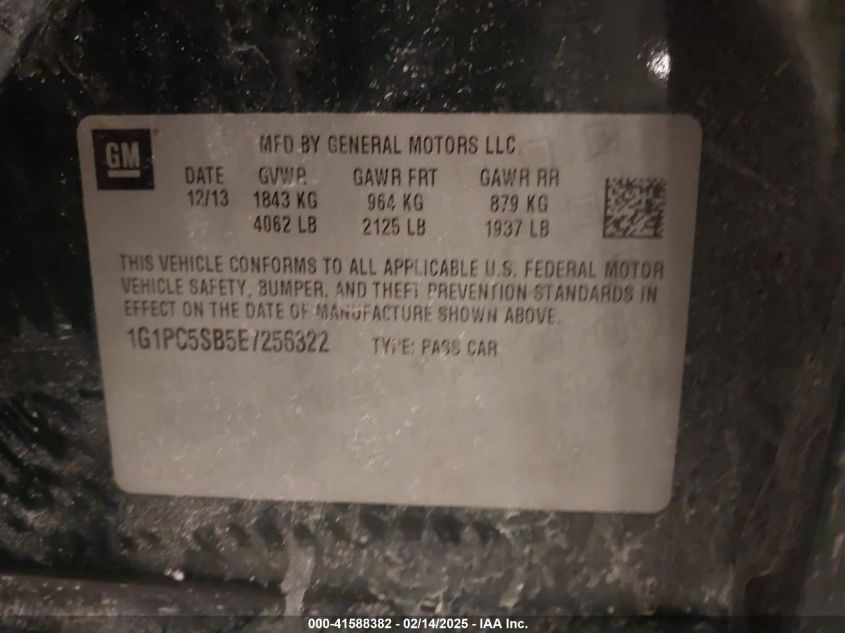 GM
MFD BY GENERAL MOTORS LLC
DATE GVWR GAWR FRT GAWR RR
12/13 1843 KG 964 KG 879 KG
4062 LB 2125 LB 1937 LB
THIS VEHICLE CONFORMS TO ALL APPLICABLE U.S. FEDERAL MOTOR
VEHICLE SAFETY, BUMPER, AND THEFT PREVENTION STANDARDS IN
EFFECT ON THE DATE OF MANUFACTURE SHOWN ABOVE.
1G1PC5SB5E7256322 TYPE: PASS CAR
000-41588382 - 02/14/2025 - IAA Inc.